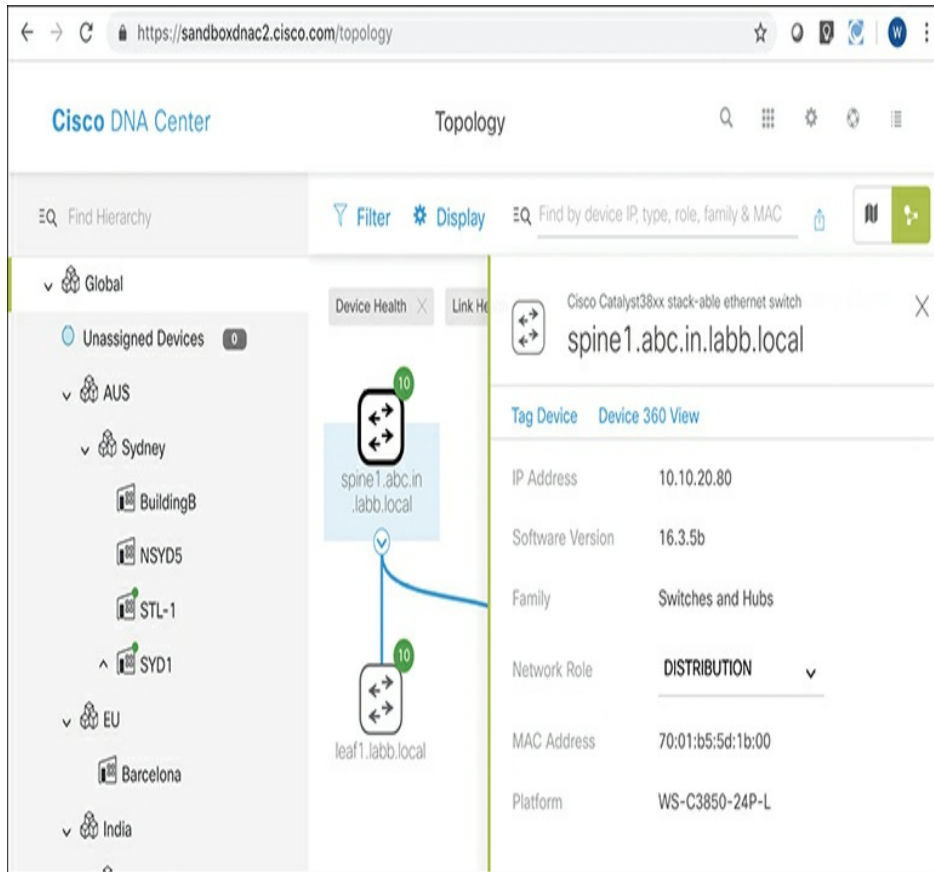 https://sandboxdnac2.cisco.com/topology
W
Cisco DNA Center
Topology
Find Hierarchy
Filter
Display
Find by device IP, type, role, family & MAC
Global
Unassigned Devices 0
AUS
Sydney
BuildingB
NSYD5
STL-1
SYD1
EU
Barcelona
India
Device Health
Link He
10
spine1.abc.in
.labb.local
10
leaf1.labb.local
Cisco Catalyst38xx stack-able ethernet switch
spine1.abc.in.labb.local
Tag Device Device 360 View
IP Address 10.10.20.80
Software Version 16.3.5b
Family Switches and Hubs
Network Role DISTRIBUTION
MAC Address 70:01:b5:5d:1b:00
Platform WS-C3850-24P-L